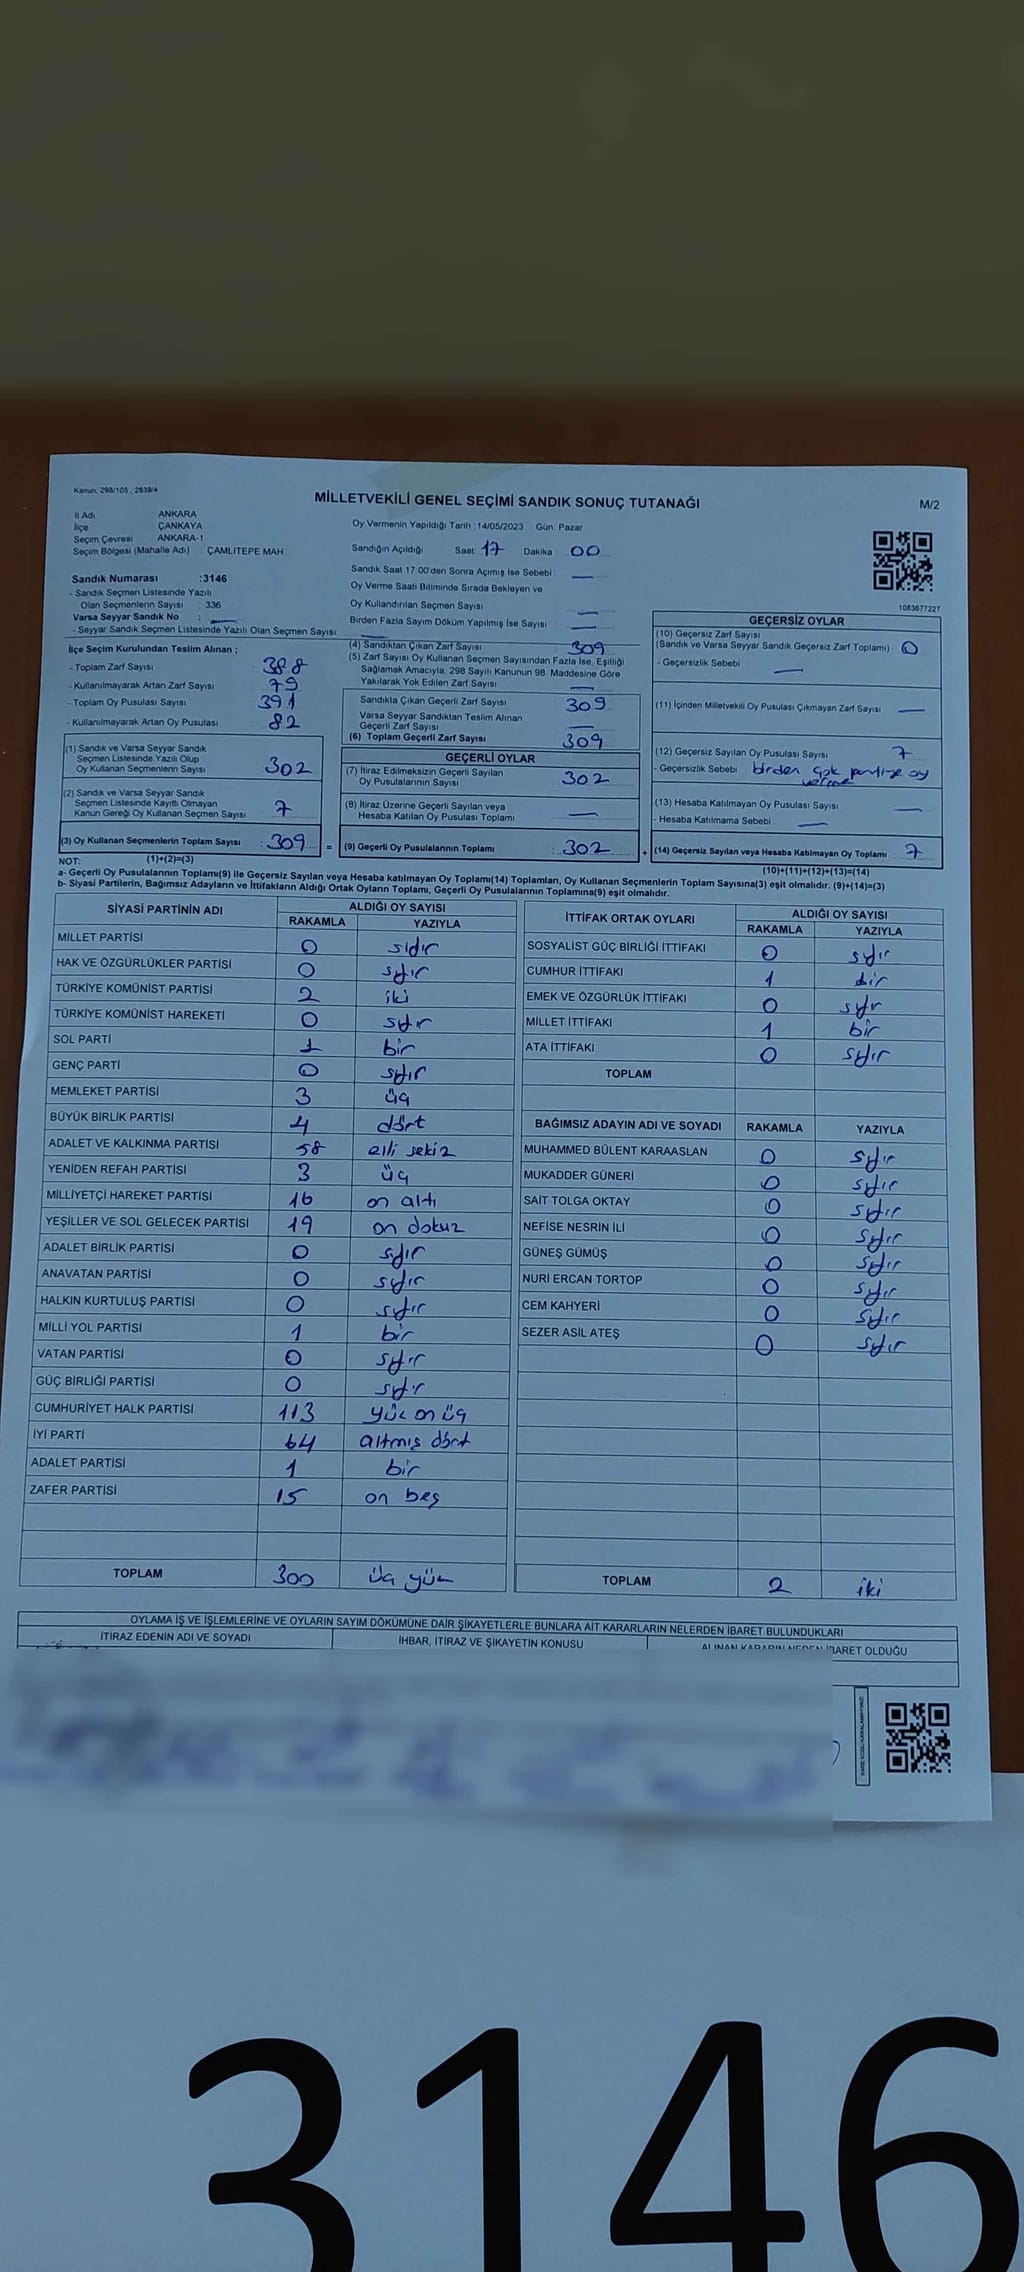 Kanun, 298/105 , 2839/4
MİLLETVEKİLİ GENEL SEÇİMİ SANDIK SONUÇ TUTANAĞI
M/2
İl Adı : ANKARA
İlçe : ÇANKAYA
Seçim Çevresi : ANKARA-1
Seçim Bölgesi (Mahalle Adı) : ÇAMLITEPE MAH.
Oy Vermenin Yapıldığı Tarih : 14/05/2023 Gün: Pazar
Sandığın Açıldığı Saat: 17 Dakika : 00
Sandık Saat 17:00'den Sonra Açımış İse Sebebi : —
Oy Verme Saati Bitiminde Sırada Bekleyen ve
Oy Kullandırılan Seçmen Sayısı : —
Birden Fazla Sayım Döküm Yapılmış İse Sayısı : —
1083677227
Sandık Numarası :3146
- Sandık Seçmen Listesinde Yazılı
Olan Seçmenlerin Sayısı : 336
Varsa Seyyar Sandık No : —
- Seyyar Sandık Seçmen Listesinde Yazılı Olan Seçmen Sayısı: —
İlçe Seçim Kurulundan Teslim Alınan ;
- Toplam Zarf Sayısı : 388
- Kullanılmayarak Artan Zarf Sayısı : 79
- Toplam Oy Pusulası Sayısı : 391
- Kullanılmayarak Artan Oy Pusulası : 82
(1) Sandık ve Varsa Seyyar Sandık
Seçmen Listesinde Yazılı Olup
Oy Kullanan Seçmenlerin Sayısı : 302
(2) Sandık ve Varsa Seyyar Sandık
Seçmen Listesinde Kayıtlı Olmayan
Kanun Gereği Oy Kullanan Seçmen Sayısı : 7
(3) Oy Kullanan Seçmenlerin Toplam Sayısı : 309 =
(4) Sandıktan Çıkan Zarf Sayısı : 309
(5) Zarf Sayısı Oy Kullanan Seçmen Sayısından Fazla İse, Eşitliği
Sağlamak Amacıyla, 298 Sayılı Kanunun 98. Maddesine Göre
Yakılarak Yok Edilen Zarf Sayısı : —
Sandıkta Çıkan Geçerli Zarf Sayısı : 309
Varsa Seyyar Sandıktan Teslim Alınan
Geçerli Zarf Sayısı : —
(6) Toplam Geçerli Zarf Sayısı : 309
GEÇERLİ OYLAR
(7) İtiraz Edilmeksizin Geçerli Sayılan
Oy Pusulalarının Sayısı : 302
(8) İtiraz Üzerine Geçerli Sayılan veya
Hesaba Katılan Oy Pusulası Toplamı : —
(9) Geçerli Oy Pusulalarının Toplamı : 302 +
GEÇERSİZ OYLAR
(10) Geçersiz Zarf Sayısı
(Sandık ve Varsa Seyyar Sandık Geçersiz Zarf Toplamı) : 0
- Geçersizlik Sebebi : —
(11) İçinden Milletvekili Oy Pusulası Çıkmayan Zarf Sayısı : —
(12) Geçersiz Sayılan Oy Pusulası Sayısı : 7
- Geçersizlik Sebebi : birden çok partiye oy
verme
(13) Hesaba Katılmayan Oy Pusulası Sayısı : —
- Hesaba Katılmama Sebebi : —
(14) Geçersiz Sayılan veya Hesaba Katılmayan Oy Toplamı : 7
NOT: (1)+(2)=(3)
(10)+(11)+(12)+(13)=(14)
a- Geçerli Oy Pusulalarının Toplamı(9) ile Geçersiz Sayılan veya Hesaba katılmayan Oy Toplamı(14) Toplamları, Oy Kullanan Seçmenlerin Toplam Sayısına(3) eşit olmalıdır. (9)+(14)=(3)
b- Siyasi Partilerin, Bağımsız Adayların ve İttifakların Aldığı Ortak Oyların Toplamı, Geçerli Oy Pusulalarının Toplamına(9) eşit olmalıdır.
SİYASİ PARTİNİN ADI ALDIĞI OY SAYISI
RAKAMLA YAZIYLA
MİLLET PARTİSİ 0 sıfır
HAK VE ÖZGÜRLÜKLER PARTİSİ 0 sıfır
TÜRKİYE KOMÜNİST PARTİSİ 2 iki
TÜRKİYE KOMÜNİST HAREKETİ 0 sıfır
SOL PARTİ 1 bir
GENÇ PARTİ 0 sıfır
MEMLEKET PARTİSİ 3 üç
BÜYÜK BİRLİK PARTİSİ 4 dört
ADALET VE KALKINMA PARTİSİ 58 elli sekiz
YENİDEN REFAH PARTİSİ 3 üç
MİLLİYETÇİ HAREKET PARTİSİ 16 on altı
YEŞİLLER VE SOL GELECEK PARTİSİ 19 on dokuz
ADALET BİRLİK PARTİSİ 0 sıfır
ANAVATAN PARTİSİ 0 sıfır
HALKIN KURTULUŞ PARTİSİ 0 sıfır
MİLLİ YOL PARTİSİ 1 bir
VATAN PARTİSİ 0 sıfır
GÜÇ BİRLİĞİ PARTİSİ 0 sıfır
CUMHURİYET HALK PARTİSİ 113 yüz on üç
İYİ PARTİ 64 altmış dört
ADALET PARTİSİ 1 bir
ZAFER PARTİSİ 15 on beş
TOPLAM 300 üç yüz
İTTİFAK ORTAK OYLARI ALDIĞI OY SAYISI
RAKAMLA YAZIYLA
SOSYALİST GÜÇ BİRLİĞİ İTTİFAKI 0 sıfır
CUMHUR İTTİFAKI 1 bir
EMEK VE ÖZGÜRLÜK İTTİFAKI 0 sıfır
MİLLET İTTİFAKI 1 bir
ATA İTTİFAKI 0 sıfır
TOPLAM
BAĞIMSIZ ADAYIN ADI VE SOYADI RAKAMLA YAZIYLA
MUHAMMED BÜLENT KARAASLAN 0 sıfır
MUKADDER GÜNERİ 0 sıfır
SAİT TOLGA OKTAY 0 sıfır
NEFİSE NESRİN İLİ 0 sıfır
GÜNEŞ GÜMÜŞ 0 sıfır
NURİ ERCAN TORTOP 0 sıfır
CEM KAHYERİ 0 sıfır
SEZER ASİL ATEŞ 0 sıfır
TOPLAM 2 iki
OYLAMA İŞ VE İŞLEMLERİNE VE OYLARIN SAYIM DÖKÜMÜNE DAİR ŞİKAYETLERLE BUNLARA AİT KARARLARIN NELERDEN İBARET BULUNDUKLARI
İTİRAZ EDENİN ADI VE SOYADI İHBAR, İTİRAZ VE ŞİKAYETİN KONUSU ALINAN KARARIN NEDEN İBARET OLDUĞU
3146